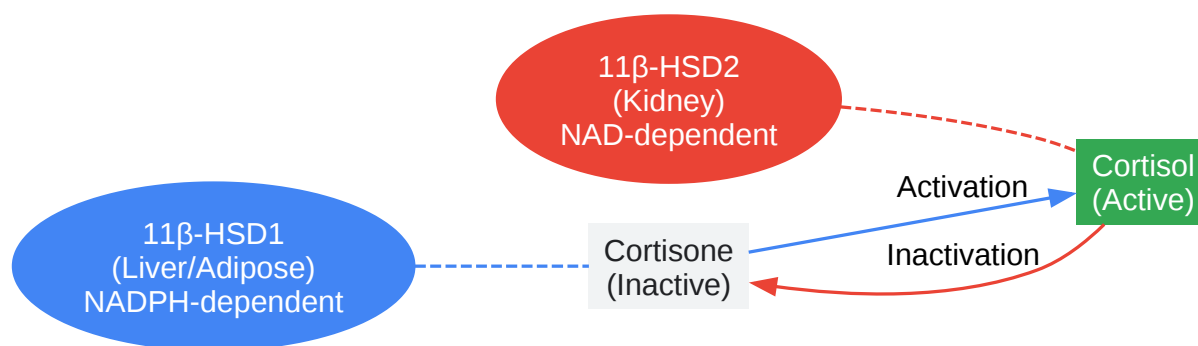 11β-HSD2
(Kidney)
NAD-dependent
Cortisol
(Active)
Activation
11β-HSD1
(Liver/Adipose)
NADPH-dependent
Cortisone
(Inactive)
Inactivation